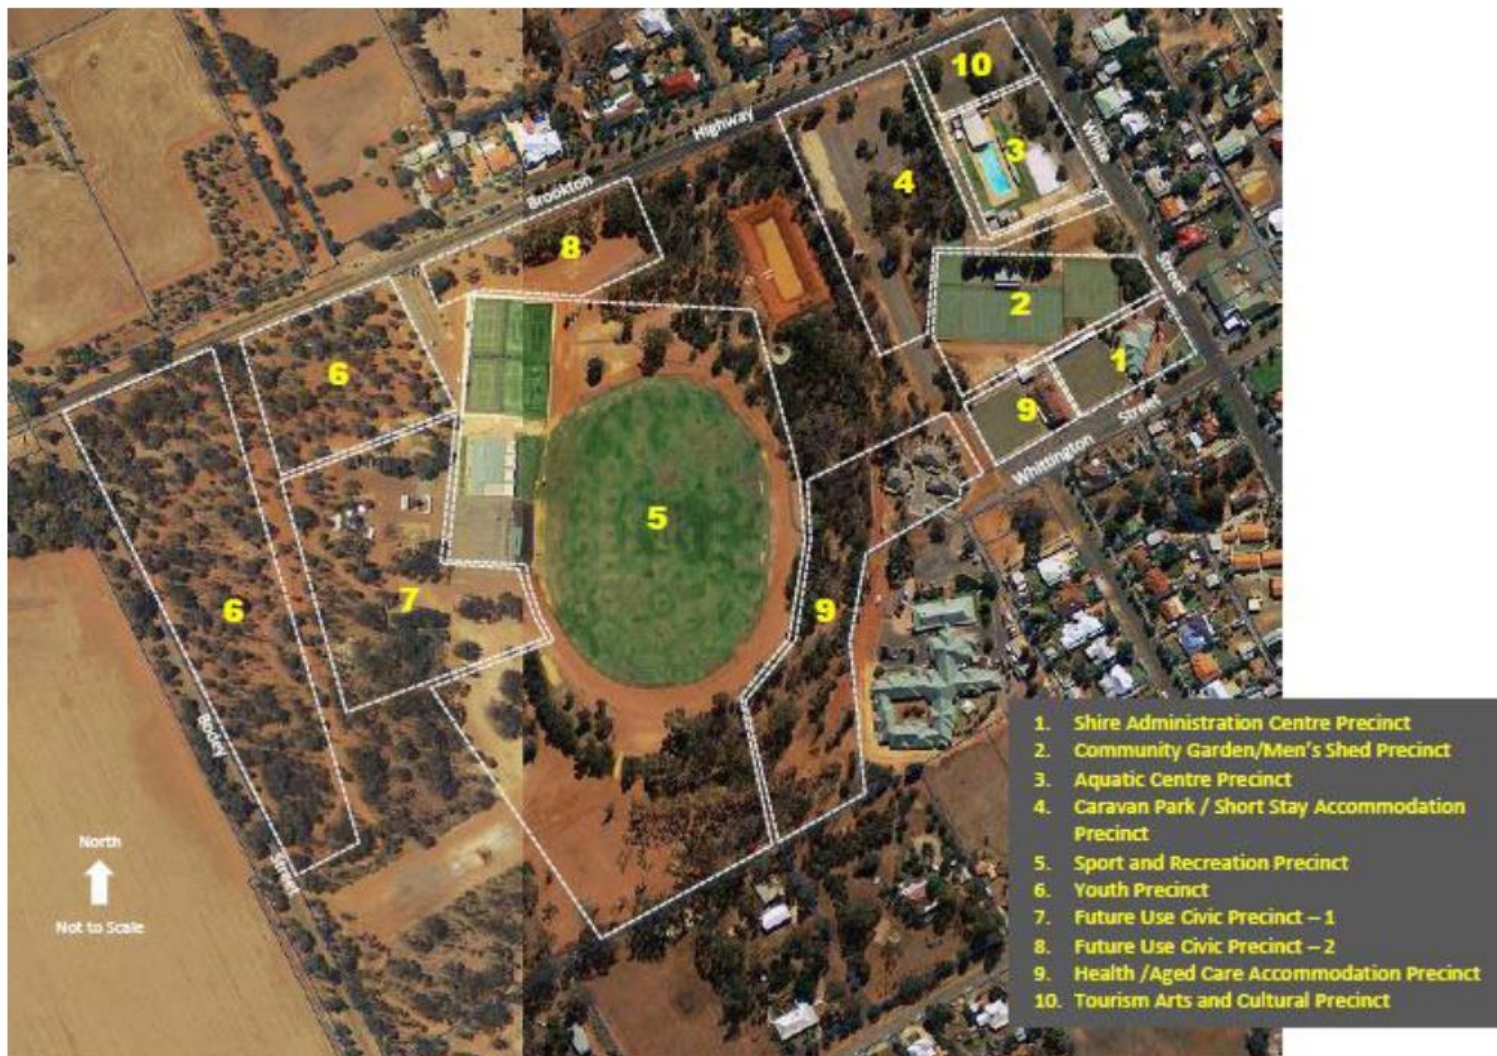 10
Highway
White
3
4
Brookton
8
Street
2
6
1
9
Street
Whittington
5
6
7
9
Bodey
Street
North
Not to Scale
1. Shire Administration Centre Precinct
2. Community Garden/Men's Shed Precinct
3. Aquatic Centre Precinct
4. Caravan Park / Short Stay Accommodation
Precinct
5. Sport and Recreation Precinct
6. Youth Precinct
7. Future Use Civic Precinct – 1
8. Future Use Civic Precinct – 2
9. Health /Aged Care Accommodation Precinct
10. Tourism Arts and Cultural Precinct